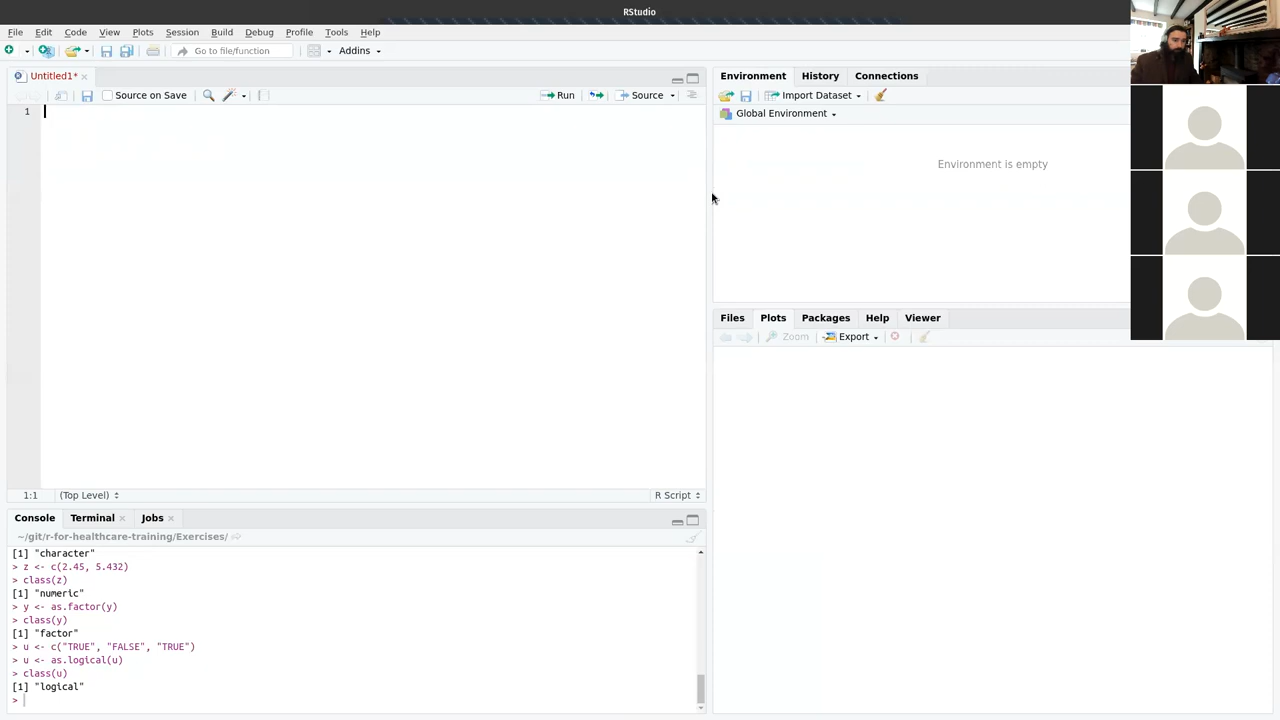 RStudio
File Edit Code View Plots Session Build Debug Profile Tools Help
Go to file/function Addins
Untitled1*
Source on Save Run Source
1
1:1 (Top Level) R Script
Console Terminal Jobs
~/git/r-for-healthcare-training/Exercises/
[1] "character"
> z <- c(2.45, 5.432)
> class(z)
[1] "numeric"
> y <- as.factor(y)
> class(y)
[1] "factor"
> u <- c("TRUE", "FALSE", "TRUE")
> u <- as.logical(u)
> class(u)
[1] "logical"
>
Environment History Connections
Import Dataset
Global Environment
Environment is empty
Files Plots Packages Help Viewer
Zoom Export